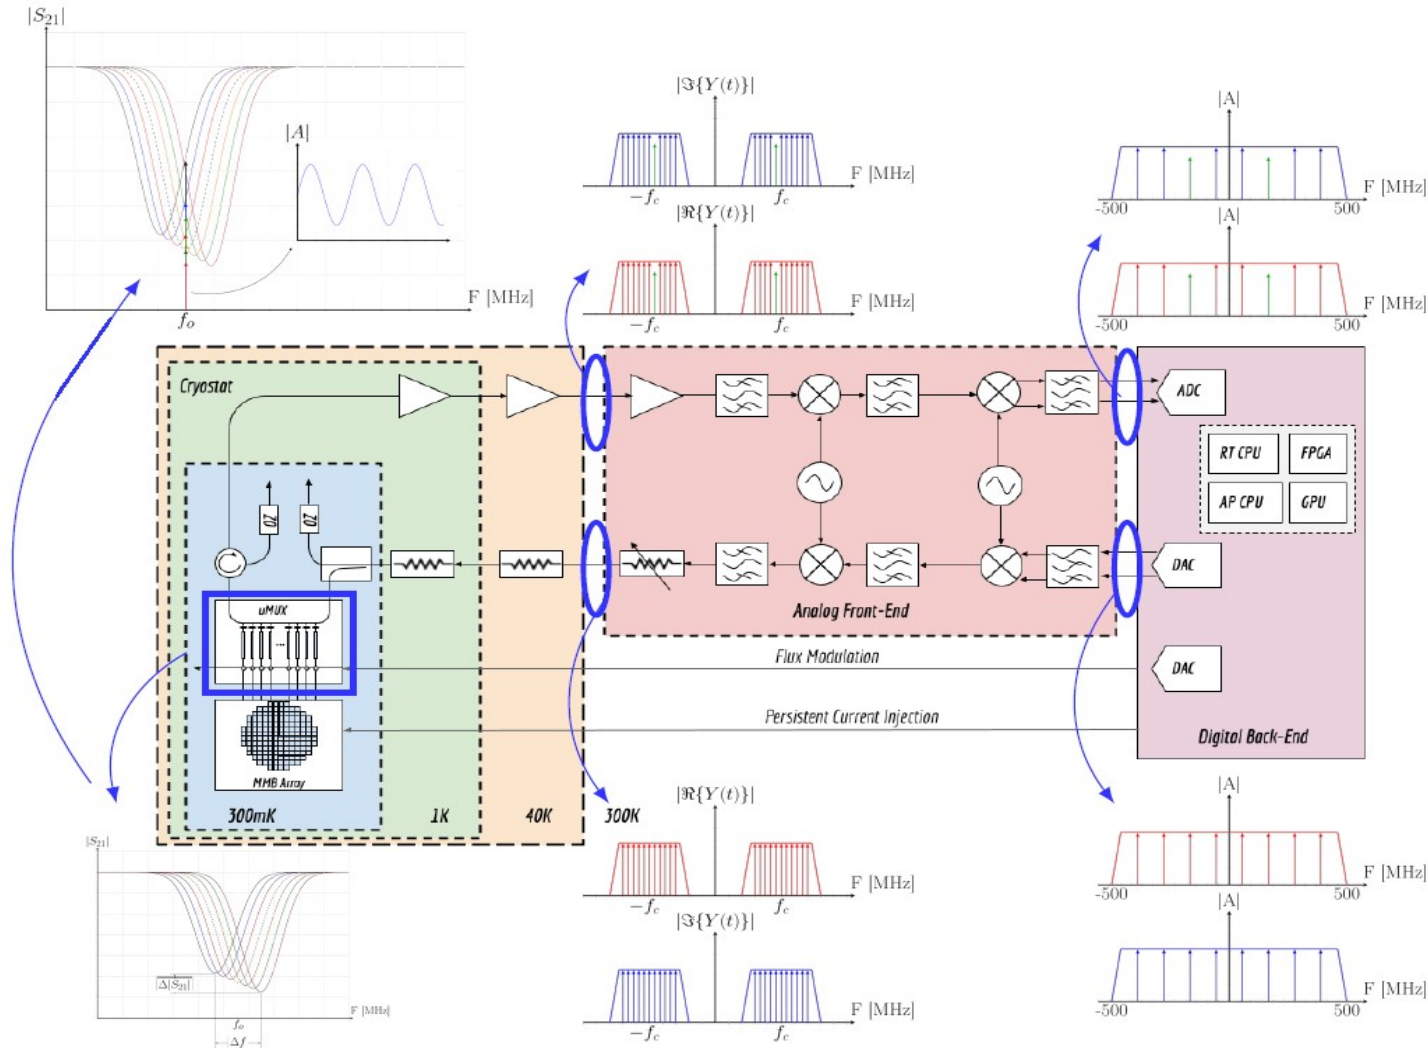 |S21|
|A|
F [MHz]
fo
|ℑ{Y(t)}|
F [MHz]
−fc
fc
|ℜ{Y(t)}|
F [MHz]
−fc
fc
|A|
F [MHz]
-500
500
|A|
F [MHz]
-500
500
Cryostat
ADC
RT CPU
FPGA
AP CPU
GPU
ZO
ZO
DAC
uMUX
...
Analog Front-End
Flux Modulation
DAC
Persistent Current Injection
Digital Back-End
MMB Array
300mK
1K
40K
300K
|S21|
Δ|S21|
F [MHz]
fo
Δf
|ℜ{Y(t)}|
F [MHz]
−fc
fc
|ℑ{Y(t)}|
F [MHz]
−fc
fc
|A|
F [MHz]
-500
500
|A|
F [MHz]
-500
500